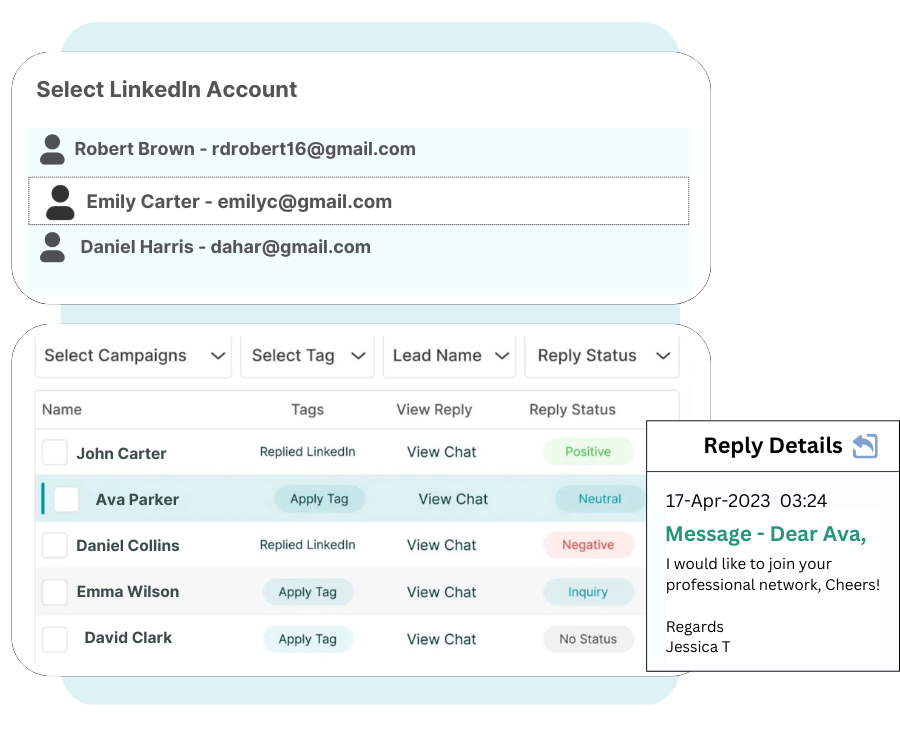 Select LinkedIn Account
Robert Brown - rdrobert16@gmail.com
Emily Carter - emilyc@gmail.com
Daniel Harris - dahar@gmail.com
Select Campaigns Select Tag Lead Name Reply Status
Name Tags View Reply Reply Status
John Carter Replied LinkedIn View Chat Positive
Ava Parker Apply Tag View Chat Neutral
Daniel Collins Replied LinkedIn View Chat Negative
Emma Wilson Apply Tag View Chat Inquiry
David Clark Apply Tag View Chat No Status
Reply Details
17-Apr-2023 03:24
Message - Dear Ava,
I would like to join your
professional network, Cheers!
Regards
Jessica T